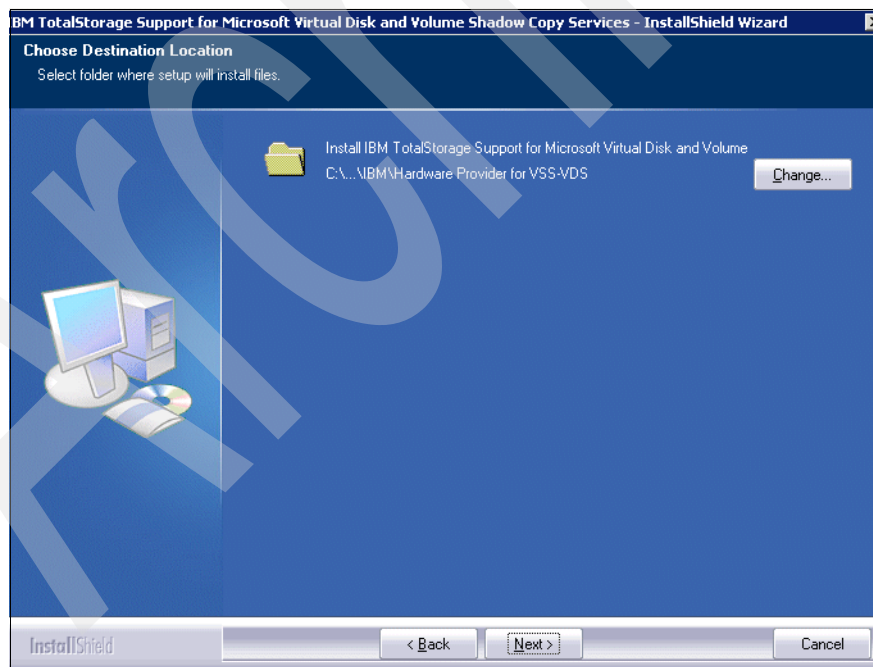 IBM TotalStorage Support for Microsoft Virtual Disk and Volume Shadow Copy Services - InstallShield Wizard
Choose Destination Location
Select folder where setup will install files.
Install IBM TotalStorage Support for Microsoft Virtual Disk and Volume
C:\...\IBM\Hardware Provider for VSS-VDS
Change...
InstallShield
< Back
Next >
Cancel